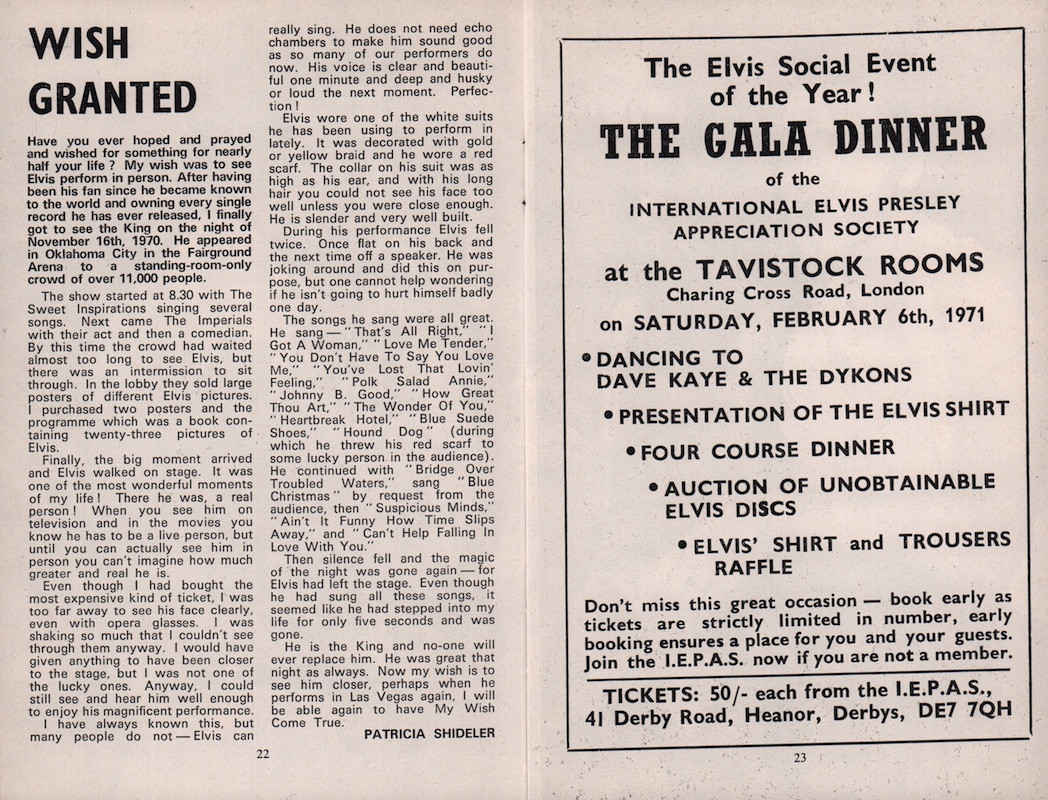 WISH
GRANTED
Have you ever hoped and prayed
and wished for something for nearly
half your life ? My wish was to see
Elvis perform in person. After having
been his fan since he became known
to the world and owning every single
record he has ever released, I finally
got to see the King on the night of
November 16th, 1970. He appeared
in Oklahoma City in the Fairground
Arena to a standing-room-only
crowd of over 11,000 people.
The show started at 8.30 with The
Sweet Inspirations singing several
songs. Next came The Imperials
with their act and then a comedian.
By this time the crowd had waited
almost too long to see Elvis, but
there was an intermission to sit
through. In the lobby they sold large
posters of different Elvis pictures.
I purchased two posters and the
programme which was a book con-
taining twenty-three pictures of
Elvis.
Finally, the big moment arrived
and Elvis walked on stage. It was
one of the most wonderful moments
of my life! There he was, a real
person! When you see him on
television and in the movies you
know he has to be a live person, but
until you can actually see him in
person you can't imagine how much
greater and real he is.
Even though I had bought the
most expensive kind of ticket, I was
too far away to see his face clearly,
even with opera glasses. I was
shaking so much that I couldn't see
through them anyway. I would have
given anything to have been closer
to the stage, but I was not one of
the lucky ones. Anyway, I could
still see and hear him well enough
to enjoy his magnificent performance.
I have always known this, but
many people do not — Elvis can
really sing. He does not need echo
chambers to make him sound good
as so many of our performers do
now. His voice is clear and beauti-
ful one minute and deep and husky
or loud the next moment. Perfec-
tion !
Elvis wore one of the white suits
he has been using to perform in
lately. It was decorated with gold
or yellow braid and he wore a red
scarf. The collar on his suit was as
high as his ear, and with his long
hair you could not see his face too
well unless you were close enough.
He is slender and very well built.
During his performance Elvis fell
twice. Once flat on his back and
the next time off a speaker. He was
joking around and did this on pur-
pose, but one cannot help wondering
if he isn't going to hurt himself badly
one day.
The songs he sang were all great.
He sang — "That's All Right," "I
Got A Woman," "Love Me Tender,"
"You Don't Have To Say You Love
Me," "You've Lost That Lovin'
Feeling," "Polk Salad Annie,"
"Johnny B. Good," "How Great
Thou Art," "The Wonder Of You,"
"Heartbreak Hotel," "Blue Suede
Shoes," "Hound Dog" (during
which he threw his red scarf to
some lucky person in the audience).
He continued with "Bridge Over
Troubled Waters," sang "Blue
Christmas" by request from the
audience, then "Suspicious Minds,"
"Ain't It Funny How Time Slips
Away," and "Can't Help Falling In
Love With You."
Then silence fell and the magic
of the night was gone again — for
Elvis had left the stage. Even though
he had sung all these songs, it
seemed like he had stepped into my
life for only five seconds and was
gone.
He is the King and no-one will
ever replace him. He was great that
night as always. Now my wish is to
see him closer, perhaps when he
performs in Las Vegas again, I will
be able again to have My Wish
Come True.
PATRICIA SHIDELER
22
The Elvis Social Event
of the Year!
THE GALA DINNER
of the
INTERNATIONAL ELVIS PRESLEY
APPRECIATION SOCIETY
at the TAVISTOCK ROOMS
Charing Cross Road, London
on SATURDAY, FEBRUARY 6th, 1971
• DANCING TO
DAVE KAYE & THE DYKONS
• PRESENTATION OF THE ELVIS SHIRT
• FOUR COURSE DINNER
• AUCTION OF UNOBTAINABLE
ELVIS DISCS
• ELVIS' SHIRT and TROUSERS
RAFFLE
Don't miss this great occasion — book early as
tickets are strictly limited in number, early
booking ensures a place for you and your guests.
Join the I.E.P.A.S. now if you are not a member.
TICKETS: 50/- each from the I.E.P.A.S.,
41 Derby Road, Heanor, Derbys, DE7 7QH
23